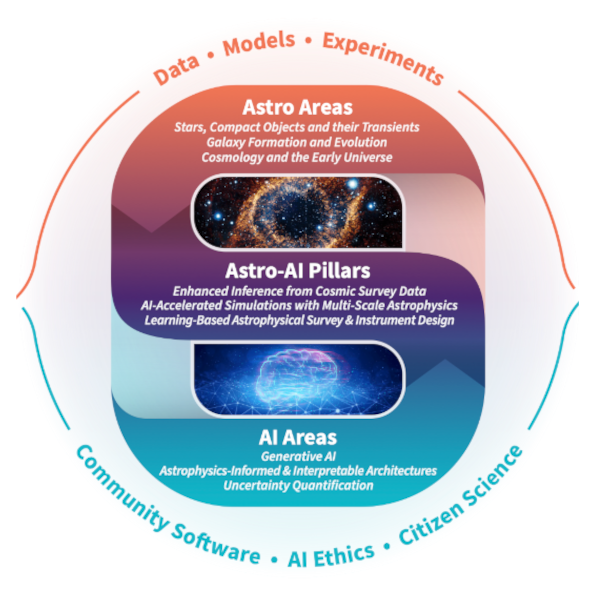 Data • Models • Experiments
Astro Areas
Stars, Compact Objects and their Transients
Galaxy Formation and Evolution
Cosmology and the Early Universe
Astro-AI Pillars
Enhanced Inference from Cosmic Survey Data
AI-Accelerated Simulations with Multi-Scale Astrophysics
Learning-Based Astrophysical Survey & Instrument Design
AI Areas
Generative AI
Astrophysics-Informed & Interpretable Architectures
Uncertainty Quantification
Community Software • AI Ethics • Citizen Science